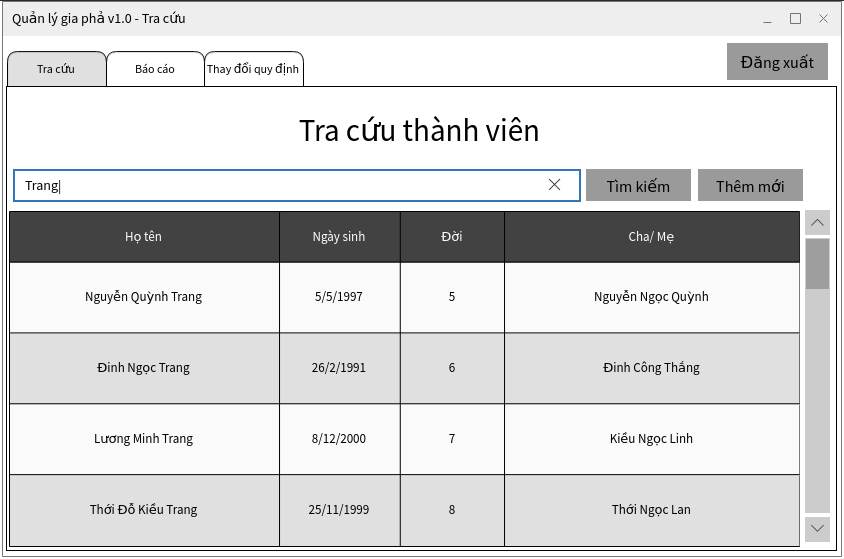 Quản lý gia phả v1.0 - Tra cứu
Đăng xuất
Tra cứu Báo cáo Thay đổi quy định
Tra cứu thành viên
Trang Tìm kiếm Thêm mới
Họ tên Ngày sinh Đời Cha/ Mẹ
Nguyễn Quỳnh Trang 5/5/1997 5 Nguyễn Ngọc Quỳnh
Đinh Ngọc Trang 26/2/1991 6 Đinh Công Thắng
Lương Minh Trang 8/12/2000 7 Kiều Ngọc Linh
Thới Đỗ Kiều Trang 25/11/1999 8 Thới Ngọc Lan